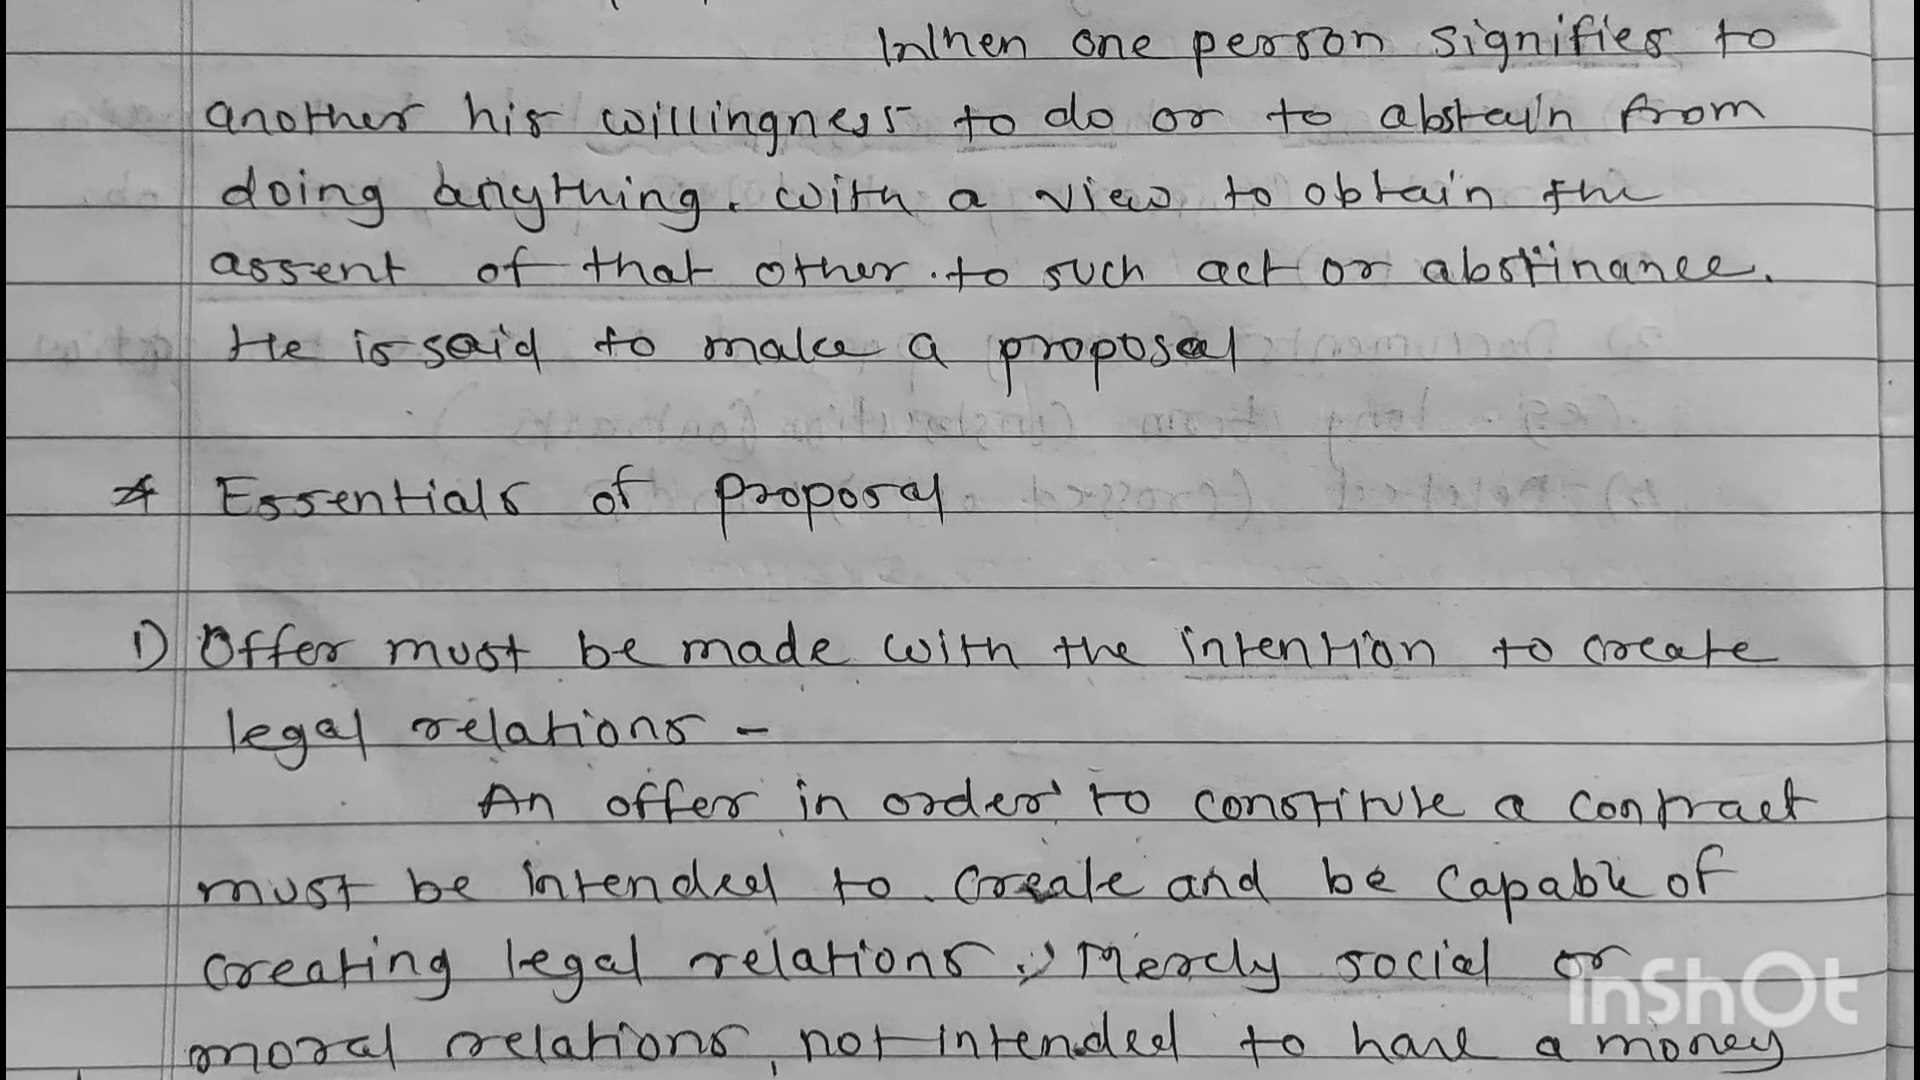 When one person signifies to
another his willingness to do or to abstain from
doing anything. with a view to obtain the
assent of that other. to such act or abstinance.
He is said to make a proposal
* Essentials of proposal
1) Offer must be made with the intention to create
legal relations -
An offer in order to constitute a contract
must be intended to create and be capable of
creating legal relations. Merely social or
moral relations, not intended to have a money
InShOt